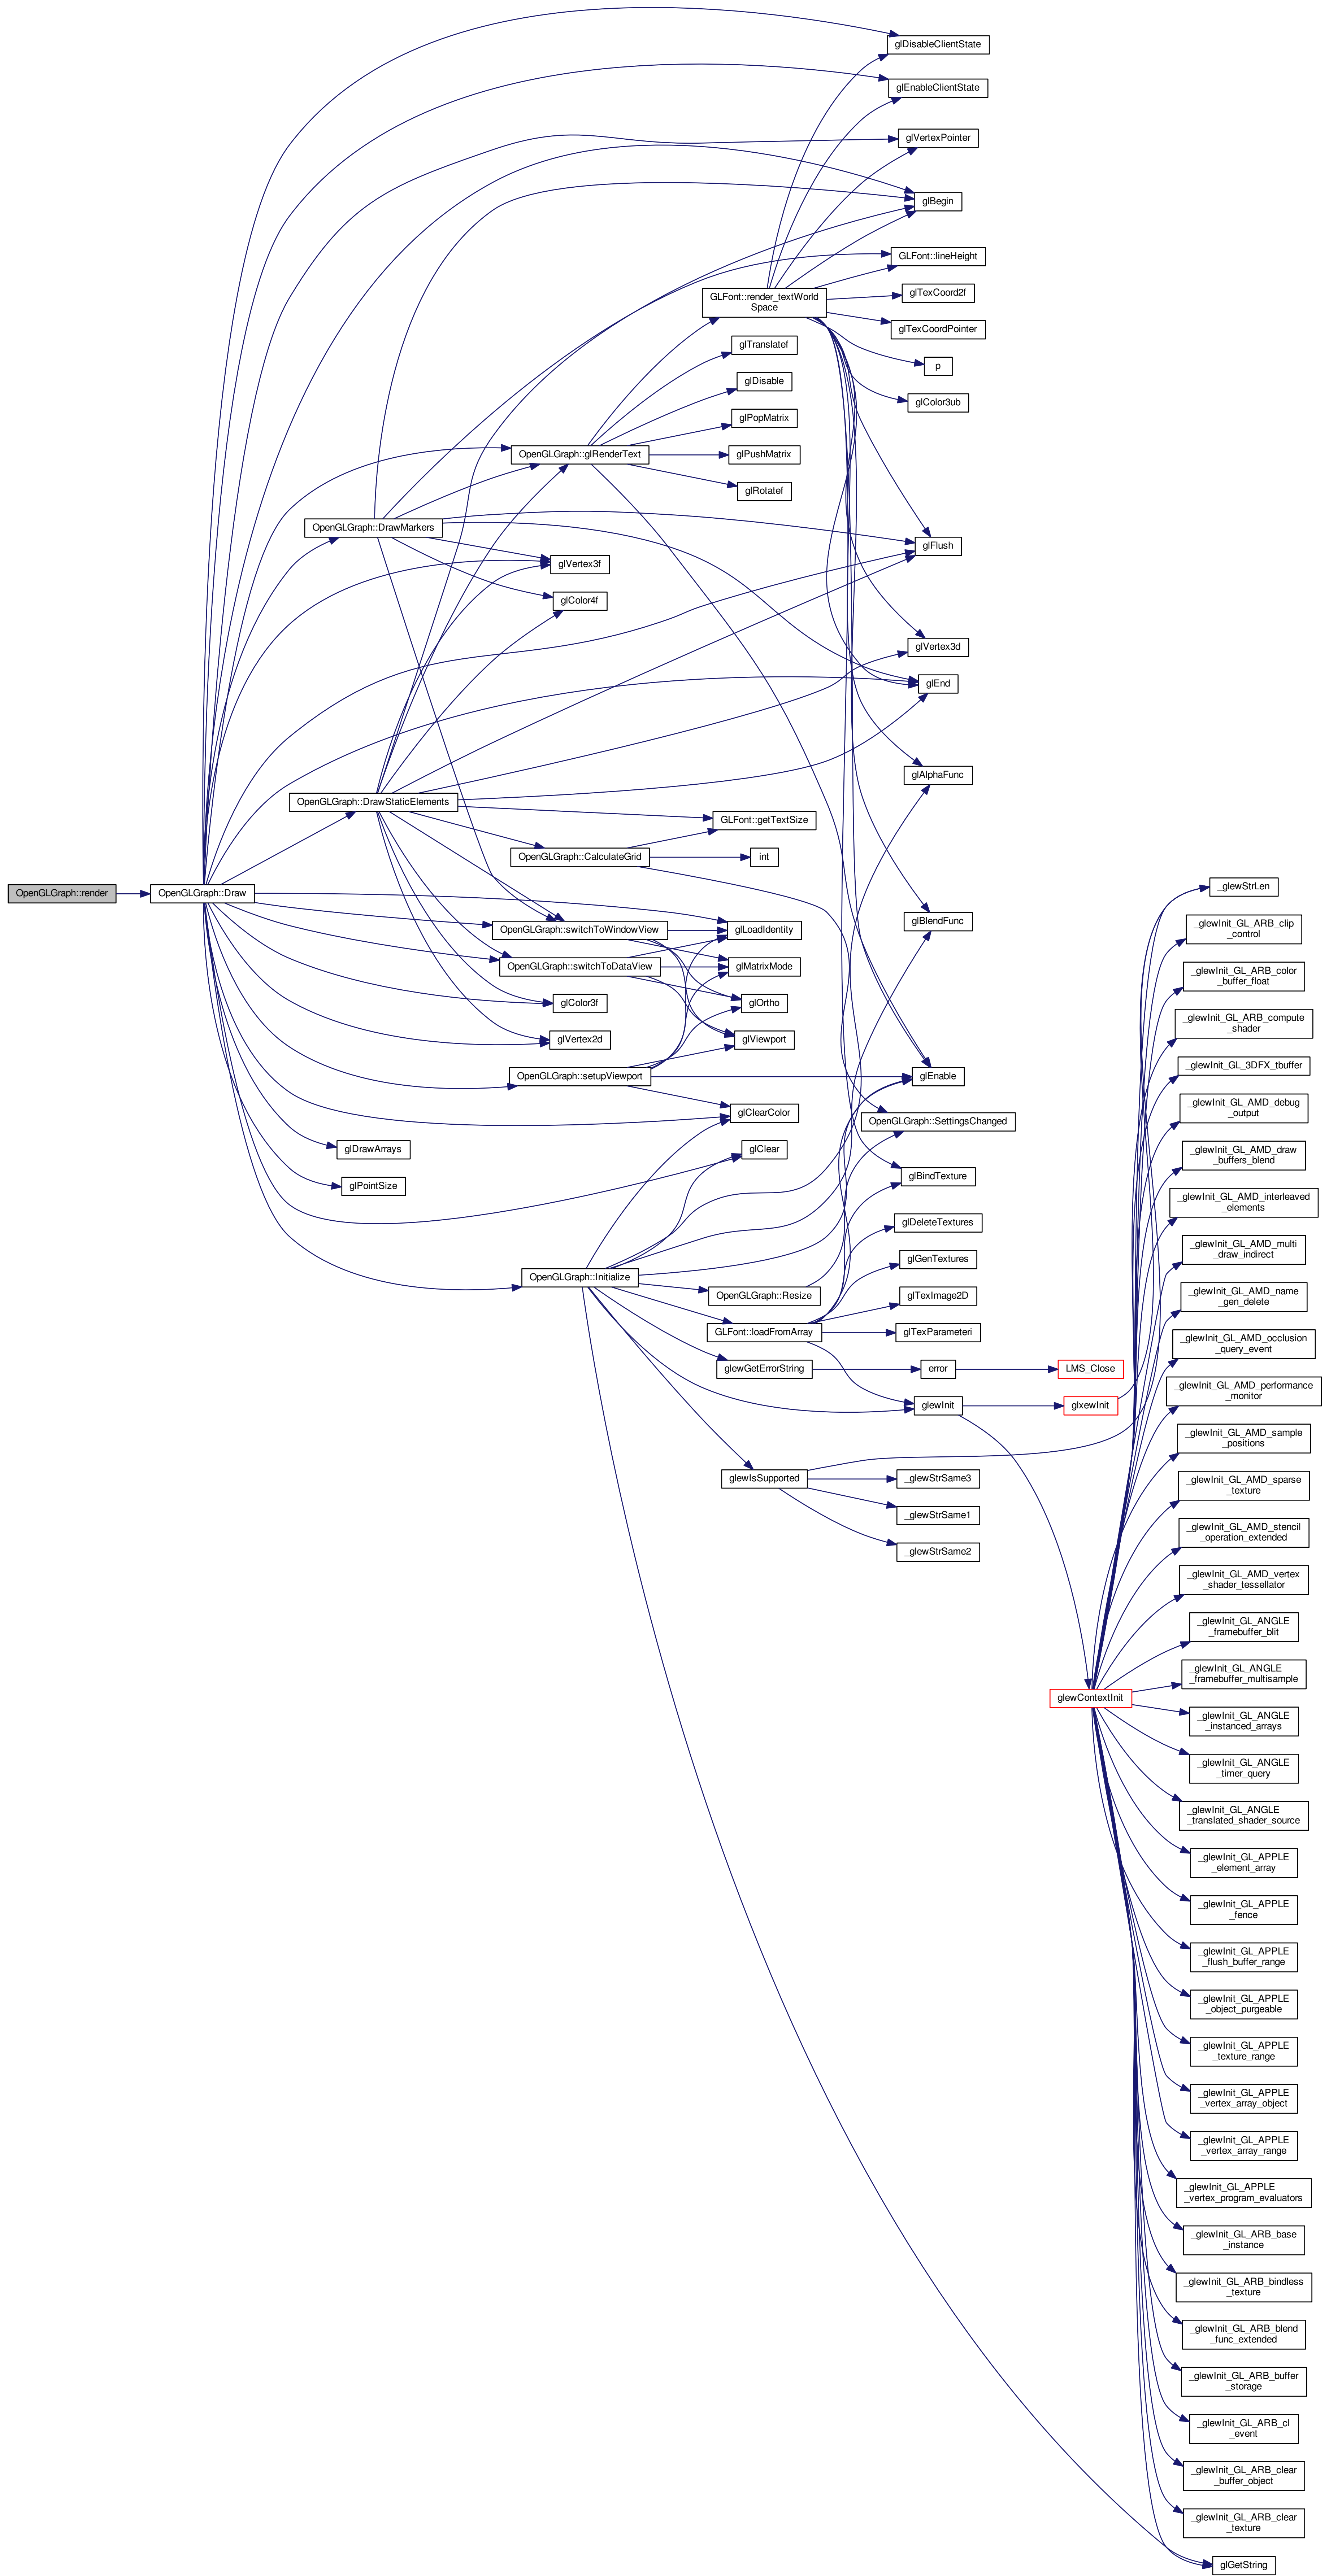 OpenGLGraph::render
OpenGLGraph::Draw
OpenGLGraph::DrawMarkers
OpenGLGraph::DrawStaticElements
glDrawArrays
glPointSize
OpenGLGraph::glRenderText
glVertex3f
glColor4f
OpenGLGraph::CalculateGrid
OpenGLGraph::switchToWindowView
OpenGLGraph::switchToDataView
glColor3f
glVertex2d
OpenGLGraph::setupViewport
OpenGLGraph::Initialize
GLFont::render_textWorld
Space
glTranslatef
glDisable
glPopMatrix
glPushMatrix
glRotatef
GLFont::getTextSize
int
glLoadIdentity
glMatrixMode
glOrtho
glViewport
glClearColor
glClear
OpenGLGraph::Resize
GLFont::loadFromArray
glewGetErrorString
glewIsSupported
glDisableClientState
glEnableClientState
glVertexPointer
glBegin
GLFont::lineHeight
glTexCoord2f
glTexCoordPointer
p
glColor3ub
glFlush
glVertex3d
glEnd
glAlphaFunc
glBlendFunc
glEnable
OpenGLGraph::SettingsChanged
glBindTexture
glDeleteTextures
glGenTextures
glTexImage2D
glTexParameteri
error
glewInit
_glewStrSame3
_glewStrSame1
_glewStrSame2
LMS_Close
glxewInit
glewContextInit
_glewStrLen
_glewInit_GL_ARB_clip
_control
_glewInit_GL_ARB_color
_buffer_float
_glewInit_GL_ARB_compute
_shader
_glewInit_GL_3DFX_tbuffer
_glewInit_GL_AMD_debug
_output
_glewInit_GL_AMD_draw
_buffers_blend
_glewInit_GL_AMD_interleaved
_elements
_glewInit_GL_AMD_multi
_draw_indirect
_glewInit_GL_AMD_name
_gen_delete
_glewInit_GL_AMD_occlusion
_query_event
_glewInit_GL_AMD_performance
_monitor
_glewInit_GL_AMD_sample
_positions
_glewInit_GL_AMD_sparse
_texture
_glewInit_GL_AMD_stencil
_operation_extended
_glewInit_GL_AMD_vertex
_shader_tessellator
_glewInit_GL_ANGLE
_framebuffer_blit
_glewInit_GL_ANGLE
_framebuffer_multisample
_glewInit_GL_ANGLE
_instanced_arrays
_glewInit_GL_ANGLE
_timer_query
_glewInit_GL_ANGLE
_translated_shader_source
_glewInit_GL_APPLE
_element_array
_glewInit_GL_APPLE
_fence
_glewInit_GL_APPLE
_flush_buffer_range
_glewInit_GL_APPLE
_object_purgeable
_glewInit_GL_APPLE
_texture_range
_glewInit_GL_APPLE
_vertex_array_object
_glewInit_GL_APPLE
_vertex_array_range
_glewInit_GL_APPLE
_vertex_program_evaluators
_glewInit_GL_ARB_base
_instance
_glewInit_GL_ARB_bindless
_texture
_glewInit_GL_ARB_blend
_func_extended
_glewInit_GL_ARB_buffer
_storage
_glewInit_GL_ARB_cl
_event
_glewInit_GL_ARB_clear
_buffer_object
_glewInit_GL_ARB_clear
_texture
glGetString